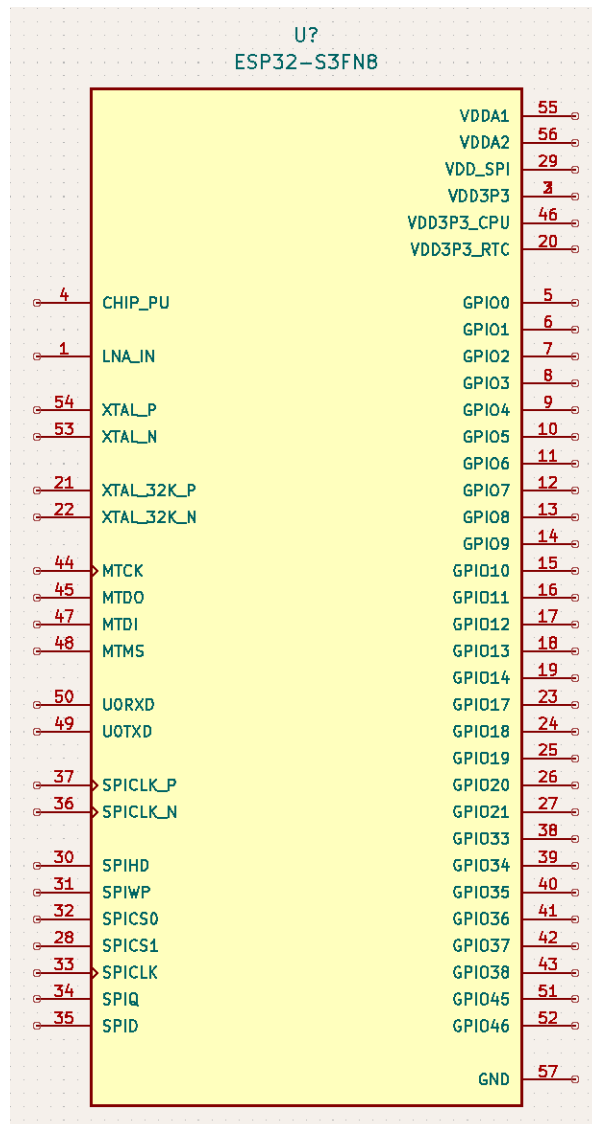 U?
ESP32-S3FN8
VDDA1 55
VDDA2 56
VDD_SPI 29
VDD3P3
VDD3P3_CPU 46
VDD3P3_RTC 20
4 CHIP_PU GPIO0 5
GPIO1 6
1 LNA_IN GPIO2 7
GPIO3 8
54 XTAL_P GPIO4 9
53 XTAL_N GPIO5 10
GPIO6 11
21 XTAL_32K_P GPIO7 12
22 XTAL_32K_N GPIO8 13
GPIO9 14
44 MTCK GPIO10 15
45 MTDO GPIO11 16
47 MTDI GPIO12 17
48 MTMS GPIO13 18
GPIO14 19
50 U0RXD GPIO17 23
49 U0TXD GPIO18 24
GPIO19 25
37 SPICLK_P GPIO20 26
36 SPICLK_N GPIO21 27
GPIO33 38
30 SPIHD GPIO34 39
31 SPIWP GPIO35 40
32 SPICS0 GPIO36 41
28 SPICS1 GPIO37 42
33 SPICLK GPIO38 43
34 SPIQ GPIO45 51
35 SPID GPIO46 52
GND 57